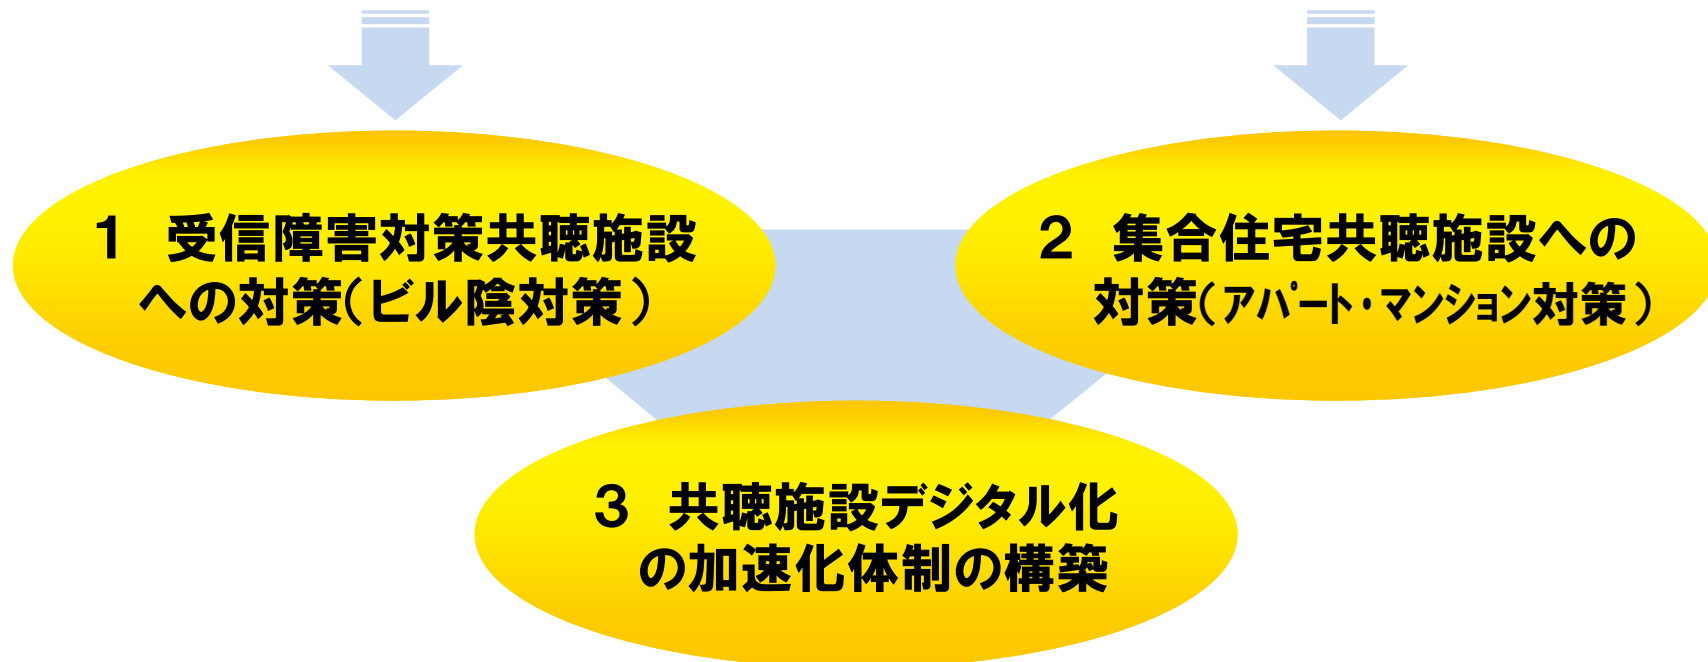 １　受信障害対策共聴施設
への対策（ビル陰対策）
２　集合住宅共聴施設への
対策（ｱﾊﾟｰﾄ・ﾏﾝｼｮﾝ対策）
３　共聴施設デジタル化
の加速化体制の構築